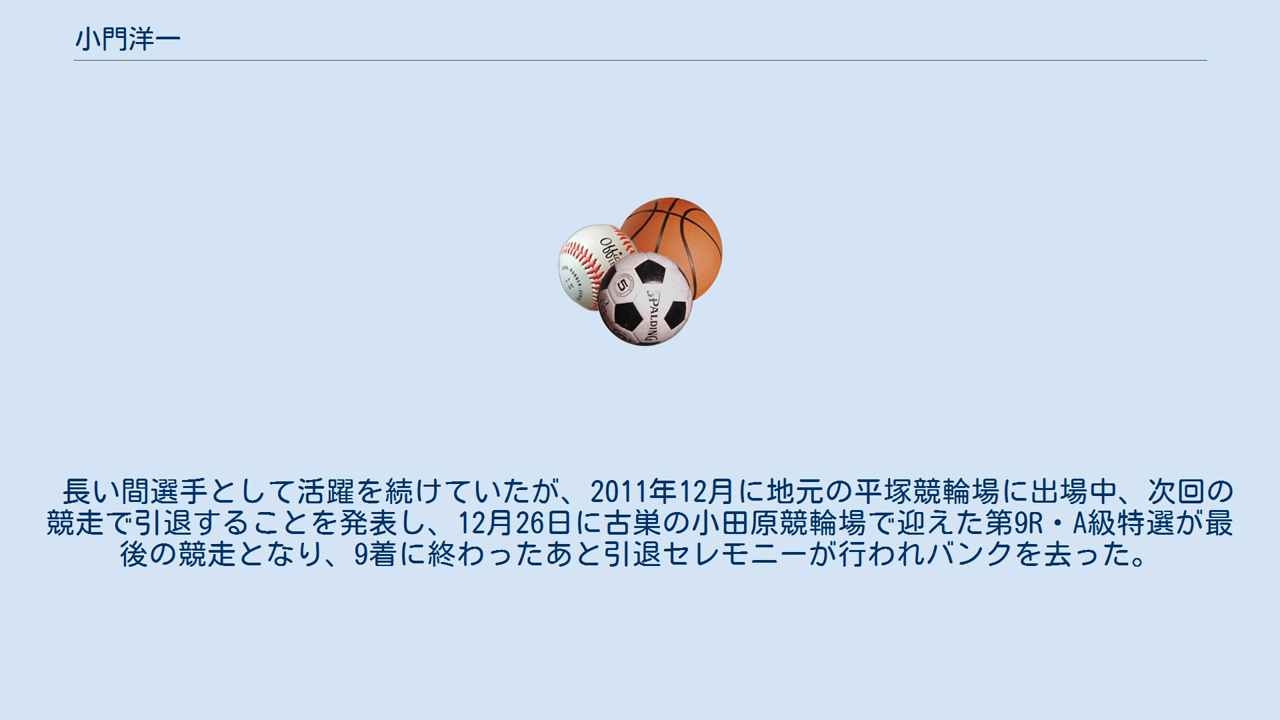 小門洋一
Offic
5
SPALDING
長い間選手として活躍を続けていたが、2011年12月に地元の平塚競輪場に出場中、次回の
競走で引退することを発表し、12月26日に古巣の小田原競輪場で迎えた第9R・A級特選が最
後の競走となり、9着に終わったあと引退セレモニーが行われバンクを去った。